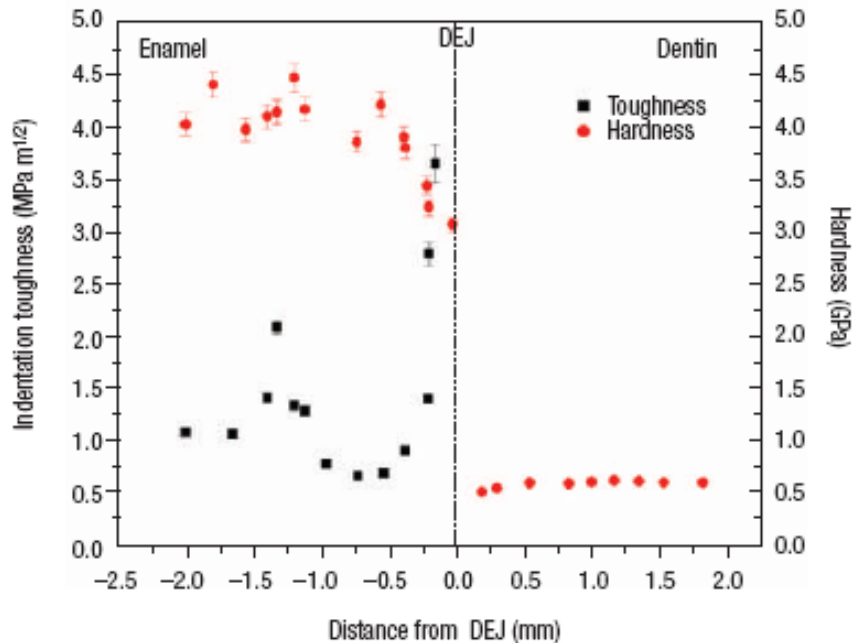 DEJ
Enamel
Dentin
Toughness
Hardness
Indentation toughness (MPa m1/2)
5.0
4.5
4.0
3.5
3.0
2.5
2.0
1.5
1.0
0.5
0.0
5.0
4.5
4.0
3.5
3.0
2.5
2.0
1.5
1.0
0.5
0.0
Hardness
(GPa)
−2.5 −2.0 −1.5 −1.0 −0.5 0.0 0.5 1.0 1.5 2.0
Distance from DEJ (mm)